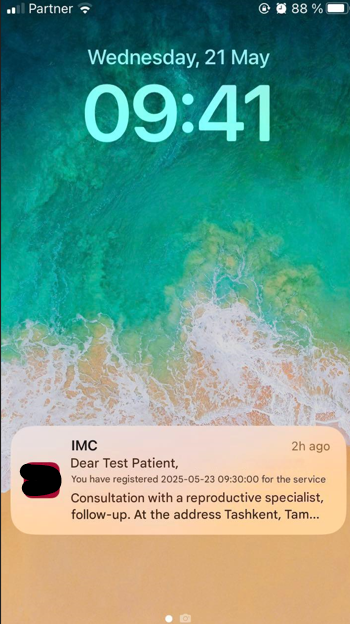 Partner 88 %
Wednesday, 21 May
09:41
IMC 2h ago
Dear Test Patient,
You have registered 2025-05-23 09:30:00 for the service
Consultation with a reproductive specialist,
follow-up. At the address Tashkent, Tam...